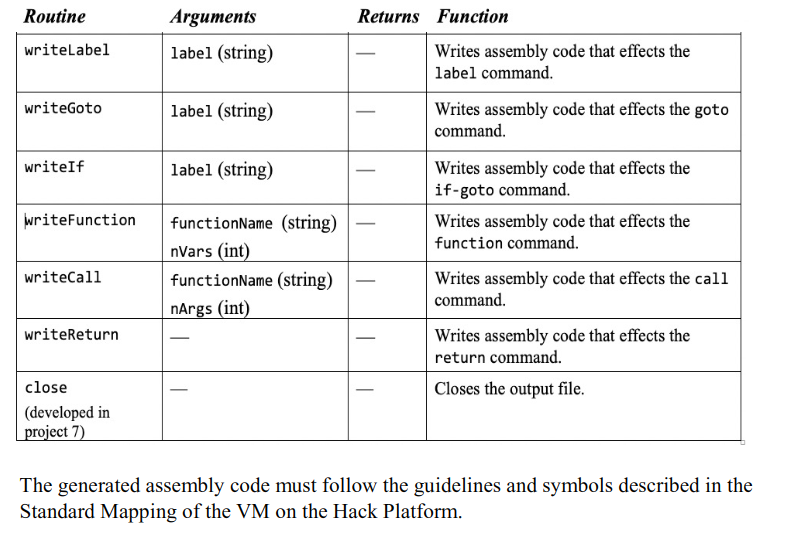 Routine Arguments Returns Function
writeLabel label (string) — Writes assembly code that effects the
label command.
writeGoto label (string) — Writes assembly code that effects the goto
command.
writeIf label (string) — Writes assembly code that effects the
if-goto command.
writeFunction functionName (string) — Writes assembly code that effects the
nVars (int) function command.
writeCall functionName (string) — Writes assembly code that effects the call
nArgs (int) command.
writeReturn — — Writes assembly code that effects the
return command.
close — — Closes the output file.
(developed in
project 7)
The generated assembly code must follow the guidelines and symbols described in the
Standard Mapping of the VM on the Hack Platform.